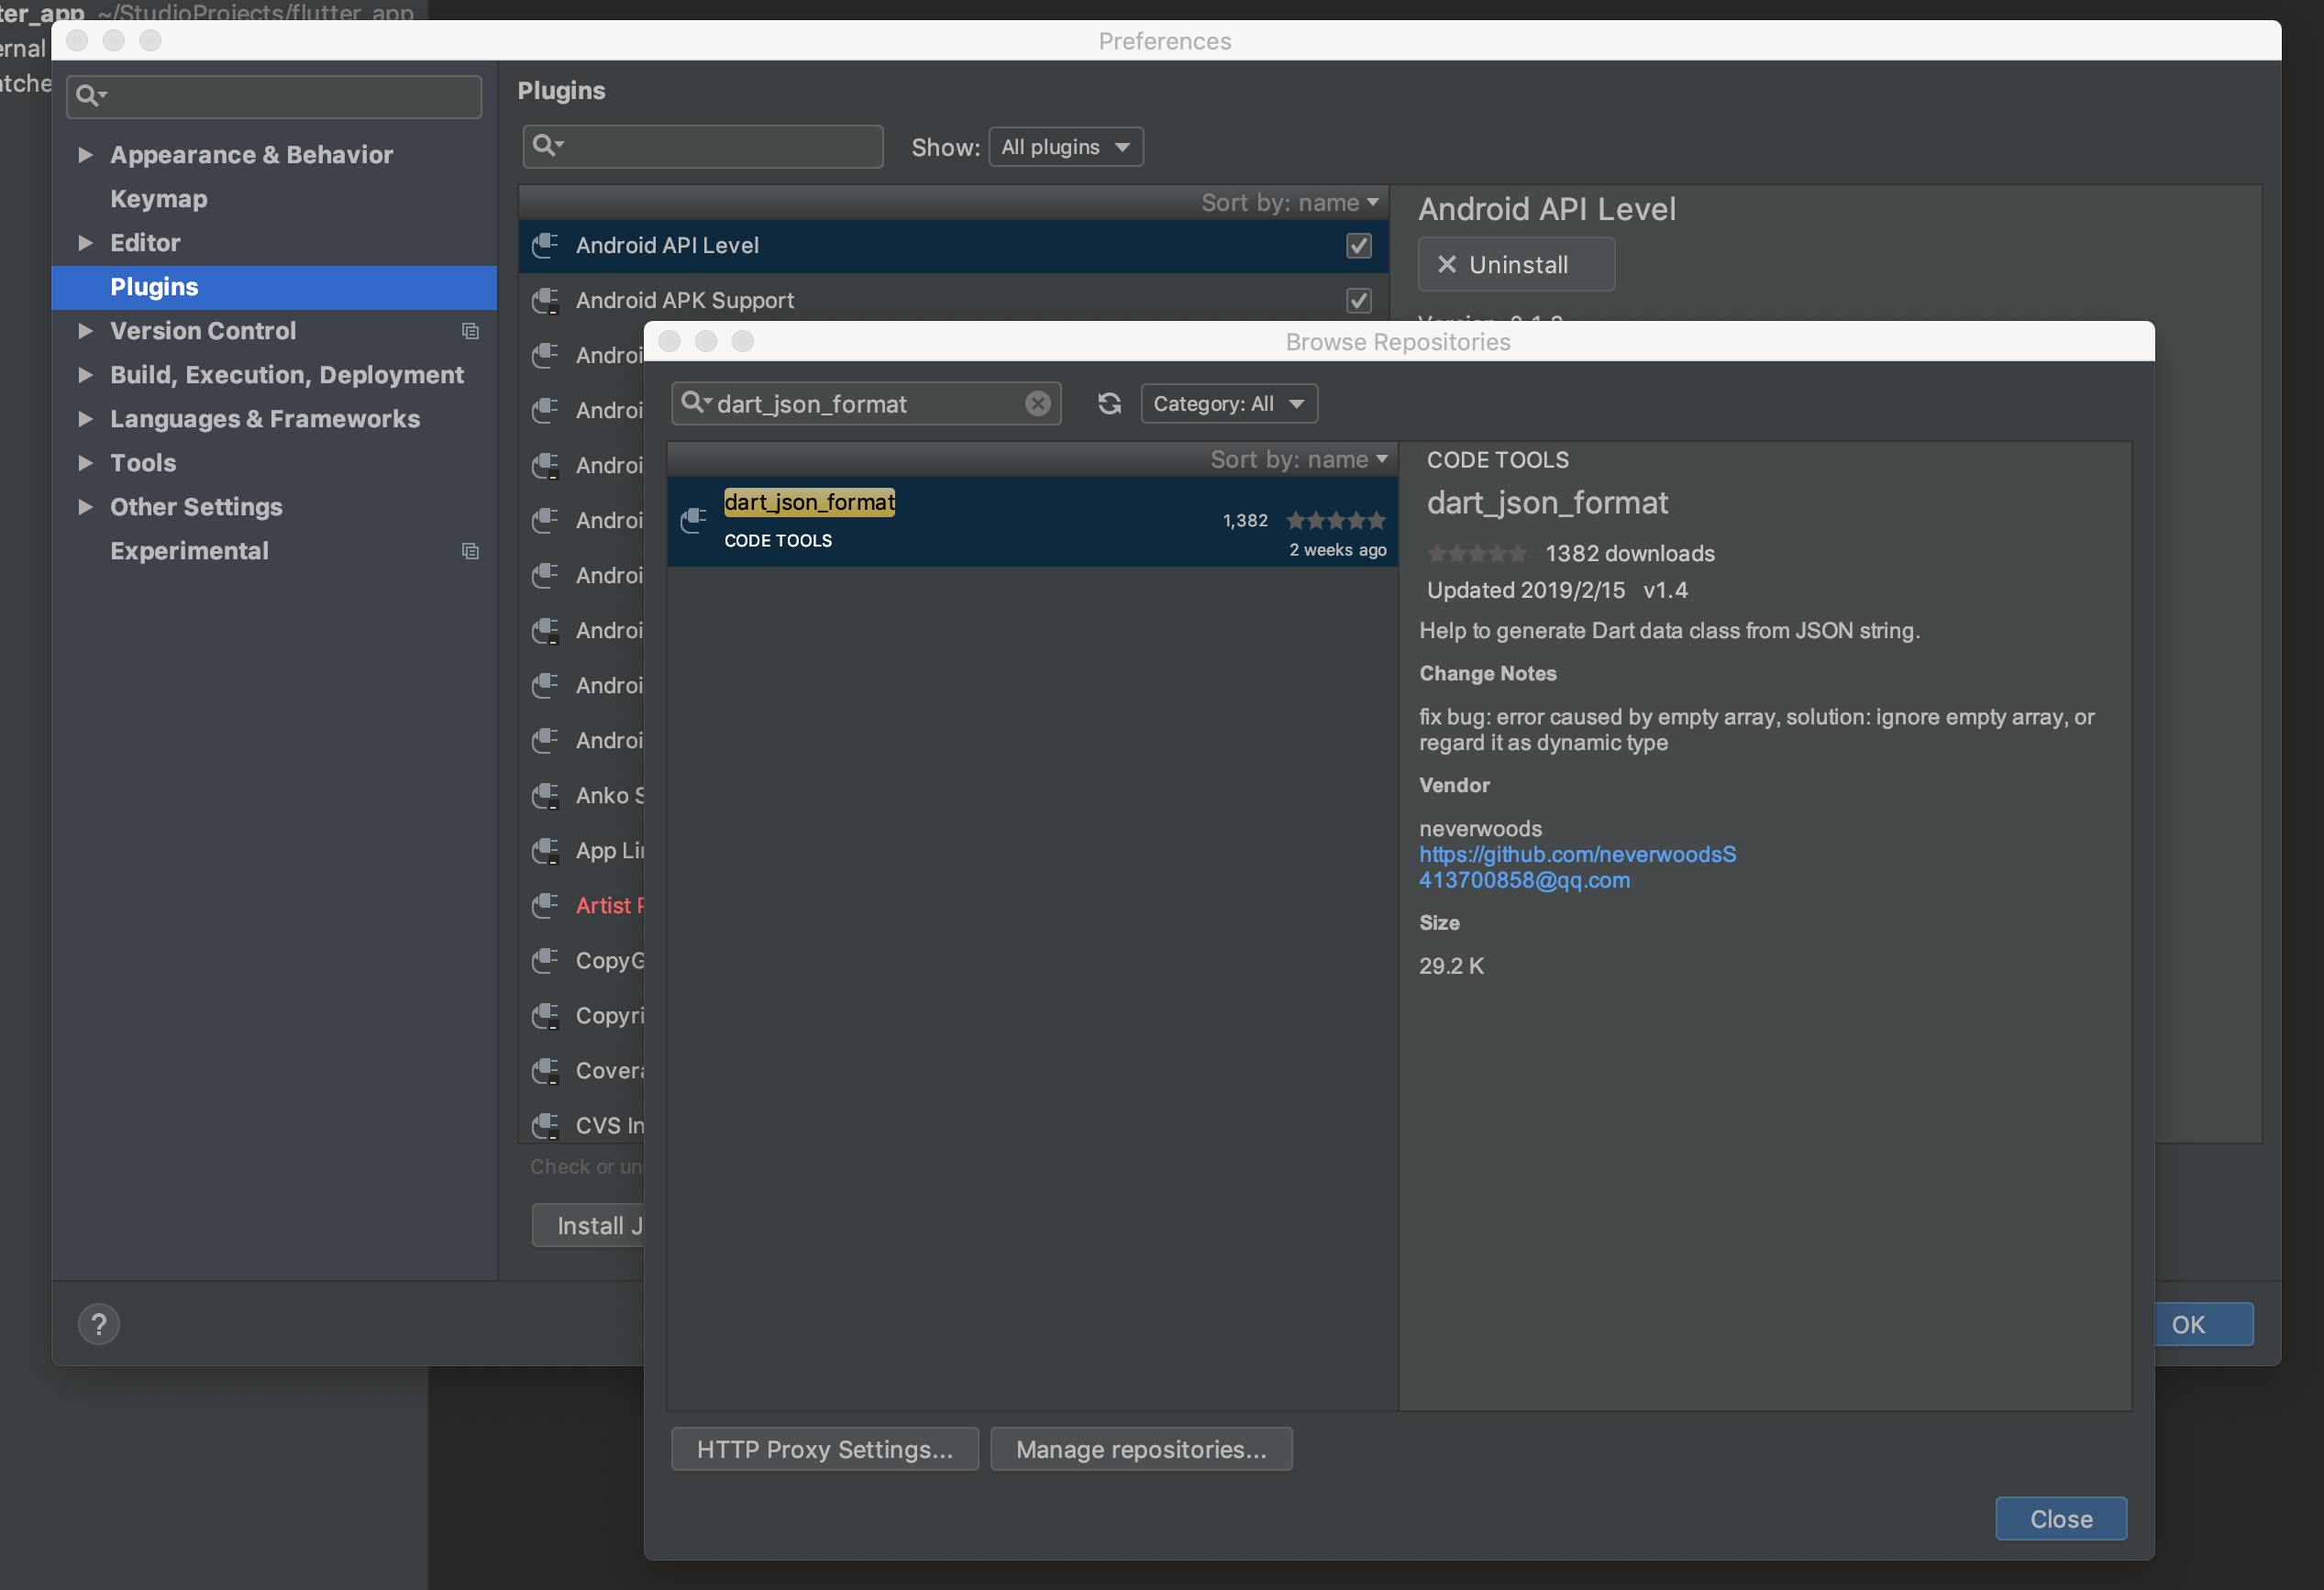 ter_app ~/StudioProjects/flutter_app
ernal
atche
Preferences
Appearance & Behavior
Keymap
Editor
Plugins
Version Control
Build, Execution, Deployment
Languages & Frameworks
Tools
Other Settings
Experimental
Plugins
Show: All plugins
Sort by: name
Android API Level
Android APK Support
Androi
Androi
Androi
Androi
Androi
Androi
Androi
Androi
Anko S
App Lin
Artist
CopyG
Copyri
Covera
CVS In
Check or un
Install J
Android API Level
Uninstall
Version: 0.1.8
OK
?
Browse Repositories
dart_json_format
Category: All
Sort by: name
dart_json_format
CODE TOOLS
1,382
2 weeks ago
CODE TOOLS
dart_json_format
1382 downloads
Updated 2019/2/15 v1.4
Help to generate Dart data class from JSON string.
Change Notes
fix bug: error caused by empty array, solution: ignore empty array, or
regard it as dynamic type
Vendor
neverwoods
https://github.com/neverwoodsS
413700858@qq.com
Size
29.2 K
HTTP Proxy Settings...
Manage repositories...
Close